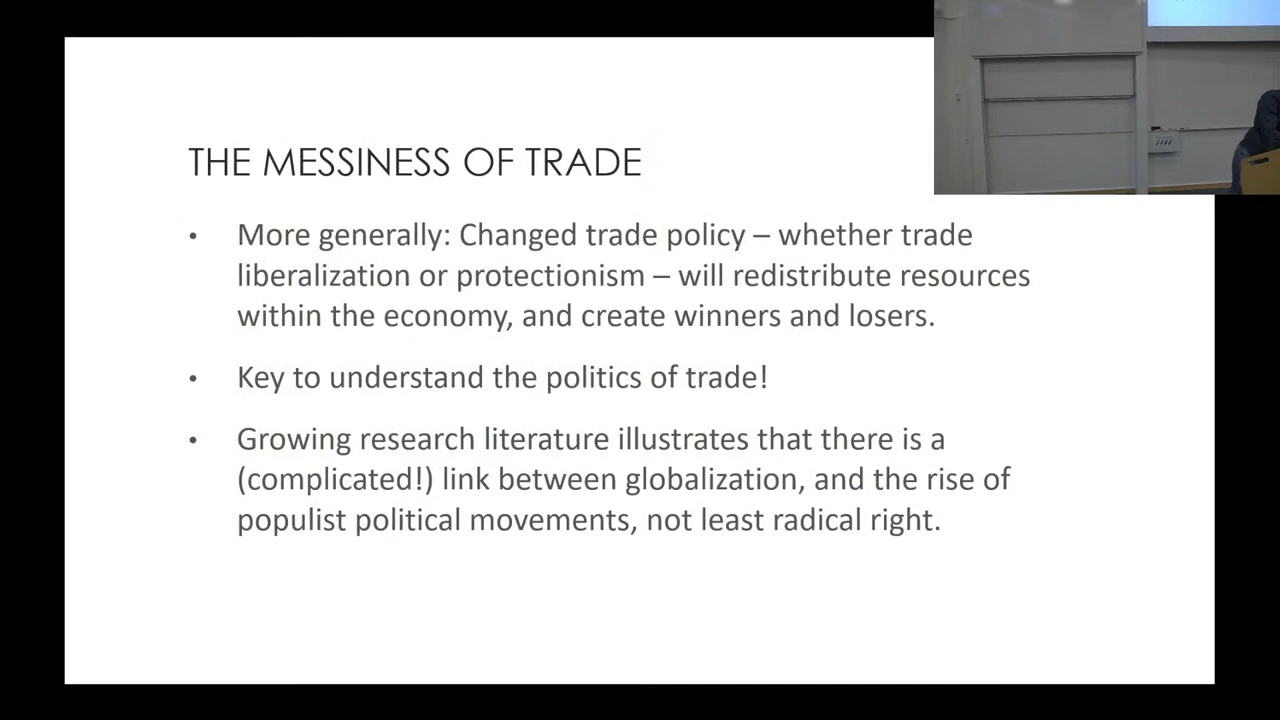 THE MESSINESS OF TRADE
• More generally: Changed trade policy – whether trade
liberalization or protectionism – will redistribute resources
within the economy, and create winners and losers.
• Key to understand the politics of trade!
• Growing research literature illustrates that there is a
(complicated!) link between globalization, and the rise of
populist political movements, not least radical right.